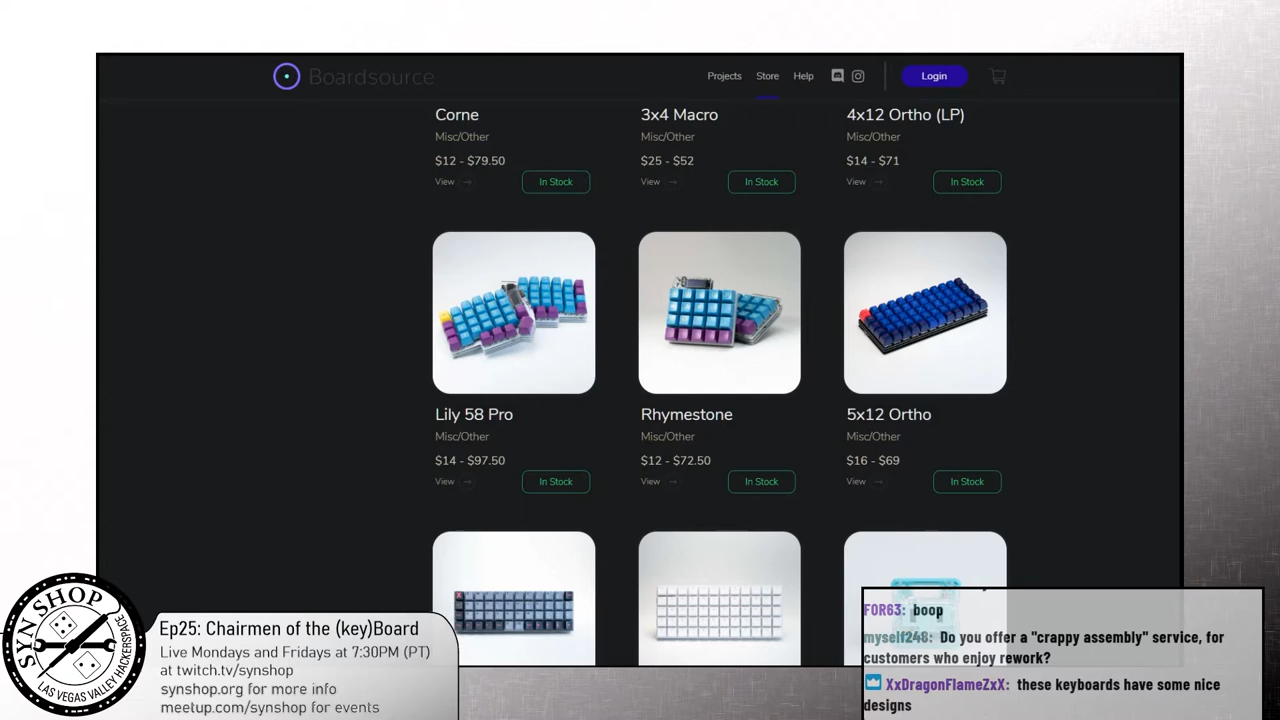 Boardsource
Projects Store Help Login
Corne
Misc/Other
$12 - $79.50
View → In Stock
3x4 Macro
Misc/Other
$25 - $52
View → In Stock
4x12 Ortho (LP)
Misc/Other
$14 - $71
View → In Stock
Lily 58 Pro
Misc/Other
$14 - $97.50
View → In Stock
Rhymestone
Misc/Other
$12 - $72.50
View → In Stock
5x12 Ortho
Misc/Other
$16 - $69
View → In Stock
SYN SHOP
LAS VEGAS VALLEY HACKERSPACE
Ep25: Chairmen of the (key)Board
Live Mondays and Fridays at 7:30PM (PT)
at twitch.tv/synshop
synshop.org for more info
meetup.com/synshop for events
F0R63: boop
myself248: Do you offer a "crappy assembly" service, for
customers who enjoy rework?
XxDragonFlameZxX: these keyboards have some nice
designs